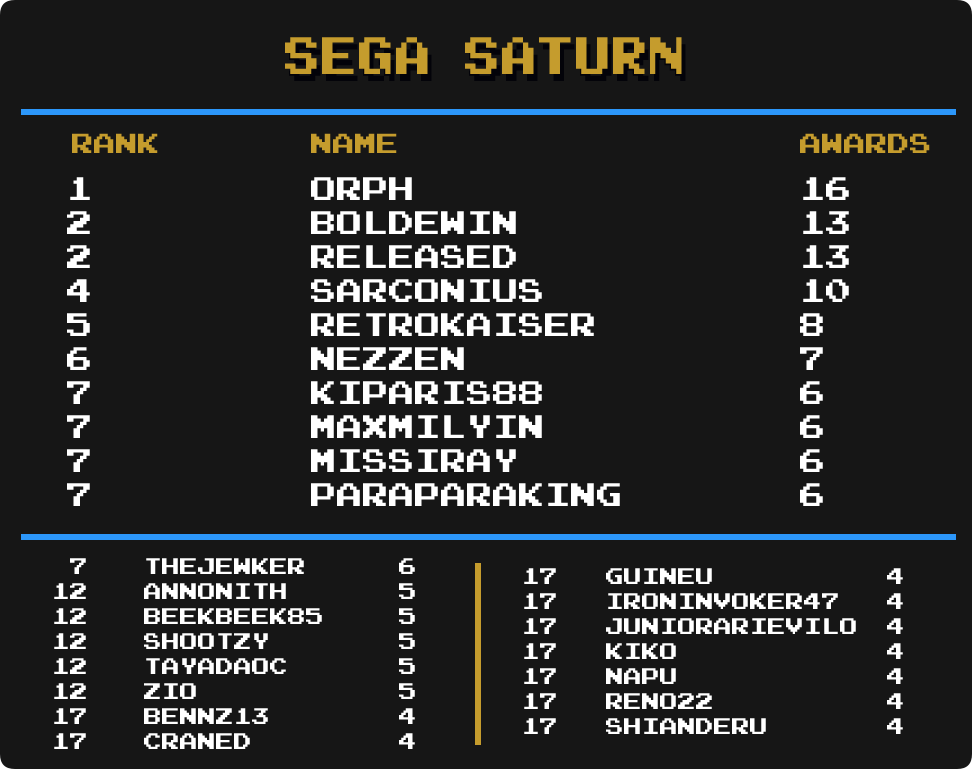 SEGA SATURN
RANK NAME AWARDS
1 ORPH 16
2 BOLDEWIN 13
2 RELEASED 13
4 SARCONIUS 10
5 RETROKAISER 8
6 NEZZEN 7
7 KIPARIS88 6
7 MAXMILYIN 6
7 MISSIRAY 6
7 PARAPARAKING 6
7 THEJEWKER 6
12 ANNONITH 5
12 BEEKBEEK85 5
12 SHOOTZY 5
12 TAYADAOC 5
12 ZIO 5
17 BENNZ13 4
17 CRANED 4
17 GUINEU 4
17 IRONINVOKER47 4
17 JUNIORARIEVILO 4
17 KIKO 4
17 NAPU 4
17 RENO22 4
17 SHIANDERU 4